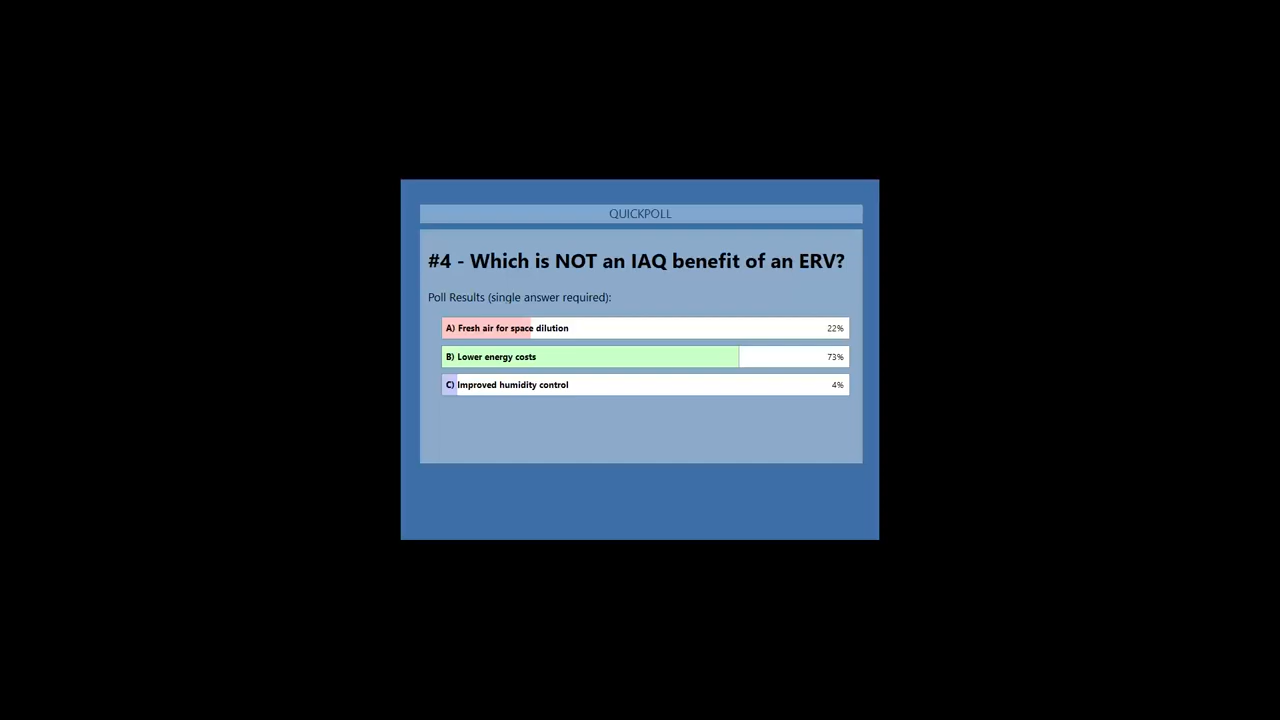 QUICKPOLL
#4 - Which is NOT an IAQ benefit of an ERV?
Poll Results (single answer required):
A) Fresh air for space dilution 22%
B) Lower energy costs 73%
C) Improved humidity control 4%